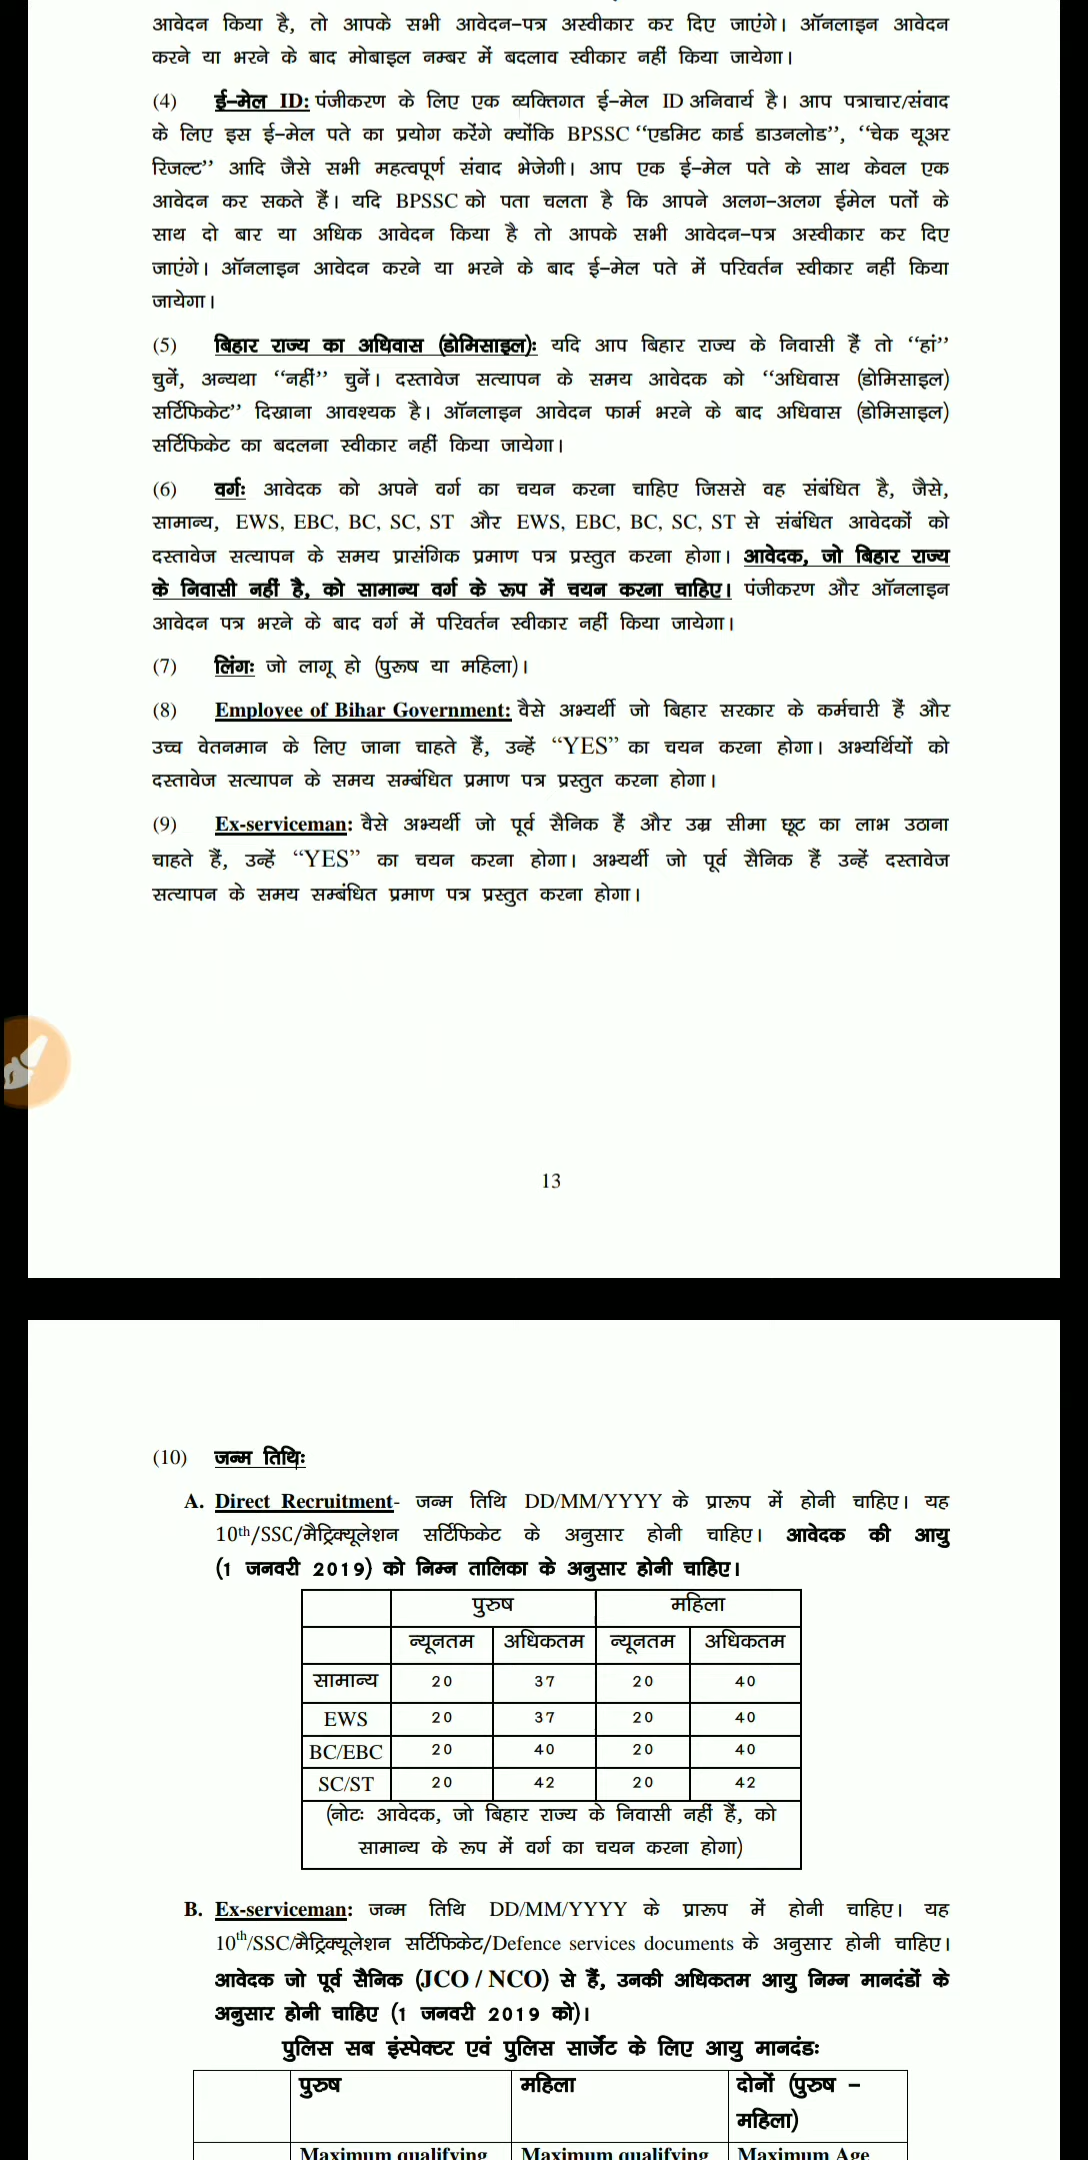 आवेदन किया है, तो आपके सभी आवेदन–पत्र अस्वीकार कर दिए जाएंगे। ऑनलाइन आवेदन
करने या भरने के बाद मोबाइल नम्बर में बदलाव स्वीकार नहीं किया जायेगा।
(4) ई–मेल ID: पंजीकरण के लिए एक व्यक्तिगत ई–मेल ID अनिवार्य है। आप पत्राचार/संवाद
के लिए इस ई–मेल पते का प्रयोग करेंगे क्योंकि BPSSC “एडमिट कार्ड डाउनलोड”, “चेक यूअर
रिजल्ट” आदि जैसे सभी महत्वपूर्ण संवाद भेजेगी। आप एक ई–मेल पते के साथ केवल एक
आवेदन कर सकते हैं। यदि BPSSC को पता चलता है कि आपने अलग–अलग ईमेल पतों के
साथ दो बार या अधिक आवेदन किया है तो आपके सभी आवेदन–पत्र अस्वीकार कर दिए
जाएंगे। ऑनलाइन आवेदन करने या भरने के बाद ई–मेल पते में परिवर्तन स्वीकार नहीं किया
जायेगा।
(5) बिहार राज्य का अधिवास (डोमिसाइल): यदि आप बिहार राज्य के निवासी हैं तो “हां”
चुनें, अन्यथा “नहीं” चुनें। दस्तावेज सत्यापन के समय आवेदक को “अधिवास (डोमिसाइल)
सर्टिफिकेट” दिखाना आवश्यक है। ऑनलाइन आवेदन फार्म भरने के बाद अधिवास (डोमिसाइल)
सर्टिफिकेट का बदलना स्वीकार नहीं किया जायेगा।
(6) वर्गः आवेदक को अपने वर्ग का चयन करना चाहिए जिससे वह संबंधित है, जैसे,
सामान्य, EWS, EBC, BC, SC, ST और EWS, EBC, BC, SC, ST से संबंधित आवेदकों को
दस्तावेज सत्यापन के समय प्रासंगिक प्रमाण पत्र प्रस्तुत करना होगा। आवेदक, जो बिहार राज्य
के निवासी नहीं है, को सामान्य वर्ग के रूप में चयन करना चाहिए। पंजीकरण और ऑनलाइन
आवेदन पत्र भरने के बाद वर्ग में परिवर्तन स्वीकार नहीं किया जायेगा।
(7) लिंगः जो लागू हो (पुरूष या महिला)।
(8) Employee of Bihar Government: वैसे अभ्यर्थी जो बिहार सरकार के कर्मचारी हैं और
उच्च वेतनमान के लिए जाना चाहते हैं, उन्हें “YES” का चयन करना होगा। अभ्यर्थियों को
दस्तावेज सत्यापन के समय सम्बंधित प्रमाण पत्र प्रस्तुत करना होगा।
(9) Ex-serviceman: वैसे अभ्यर्थी जो पूर्व सैनिक हैं और उम्र सीमा छूट का लाभ उठाना
चाहते हैं, उन्हें “YES” का चयन करना होगा। अभ्यर्थी जो पूर्व सैनिक हैं उन्हें दस्तावेज
सत्यापन के समय सम्बंधित प्रमाण पत्र प्रस्तुत करना होगा।
13
(10) जन्म तिथिः
A. Direct Recruitment- जन्म तिथि DD/MM/YYYY के प्रारूप में होनी चाहिए। यह
10th/SSC/मैट्रिक्यूलेशन सर्टिफिकेट के अनुसार होनी चाहिए। आवेदक की आयु
(1 जनवरी 2019) को निम्न तालिका के अनुसार होनी चाहिए।
पुरुष महिला
न्यूनतम अधिकतम न्यूनतम अधिकतम
सामान्य 20 37 20 40
EWS 20 37 20 40
BC/EBC 20 40 20 40
SC/ST 20 42 20 42
(नोटः आवेदक, जो बिहार राज्य के निवासी नहीं हैं, को
सामान्य के रूप में वर्ग का चयन करना होगा)
B. Ex-serviceman: जन्म तिथि DD/MM/YYYY के प्रारूप में होनी चाहिए। यह
10th/SSC/मैट्रिक्यूलेशन सर्टिफिकेट/Defence services documents के अनुसार होनी चाहिए।
आवेदक जो पूर्व सैनिक (JCO / NCO) से हैं, उनकी अधिकतम आयु निम्न मानदंडों के
अनुसार होनी चाहिए (1 जनवरी 2019 को)।
पुलिस सब इंस्पेक्टर एवं पुलिस सार्जेंट के लिए आयु मानदंडः
पुरुष महिला दोनों (पुरुष –
महिला)
Maximum qualifying Maximum qualifying Maximum Age